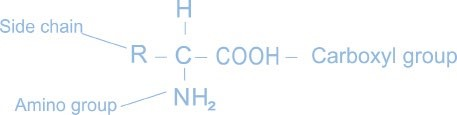 H
Side chain
R – C – COOH – Carboxyl group
Amino group
NH₂